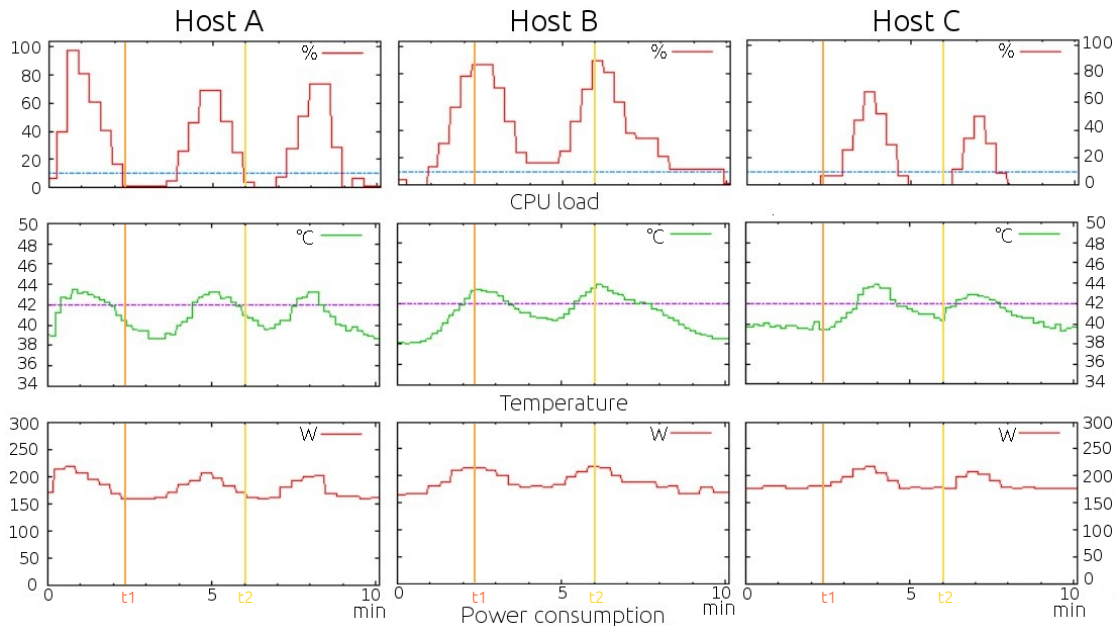 Host A Host B Host C
100 % % % 100
80 80
60 60
40 40
20 20
0 0
CPU load
50 °C °C °C 50
48 48
46 46
44 44
42 42
40 40
38 38
36 36
34 34
Temperature
300 W W W 300
250 250
200 200
150 150
100 100
50 50
0 0
0 t1 5 t2 10 t1 5 t2 10 0 t1 5 t2 10
min min min
Power consumption